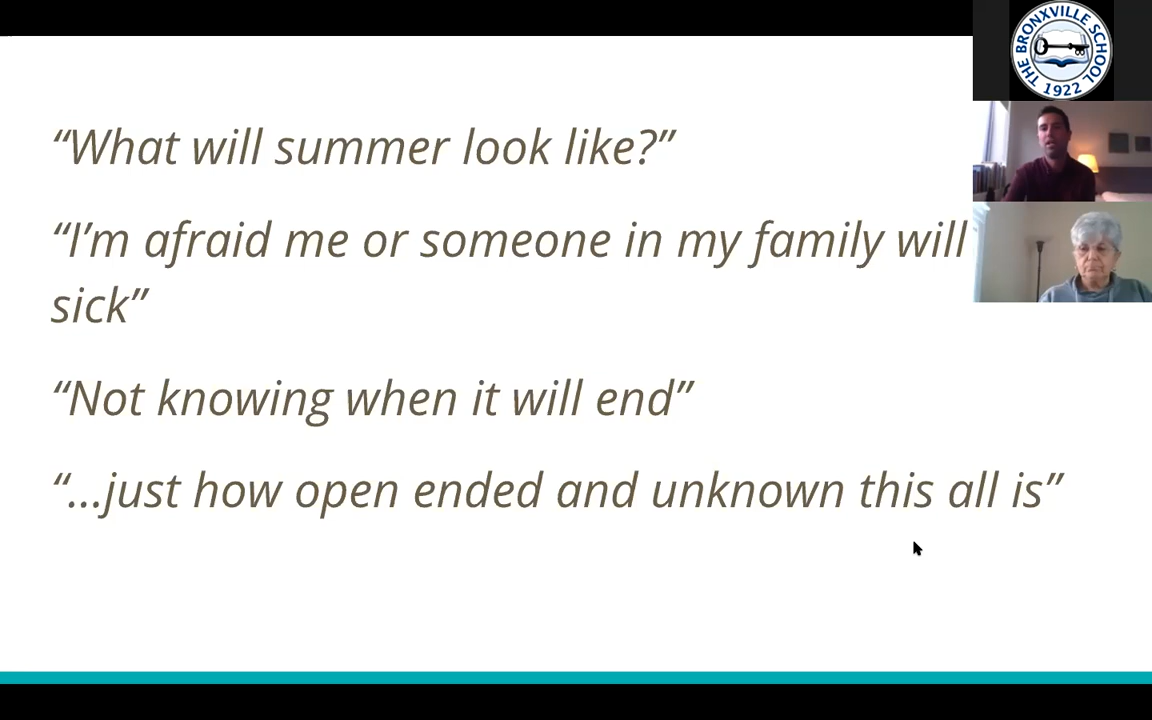 THE BRONXVILLE SCHOOL
1922
“What will summer look like?”
“I’m afraid me or someone in my family will
sick”
“Not knowing when it will end”
“...just how open ended and unknown this all is”